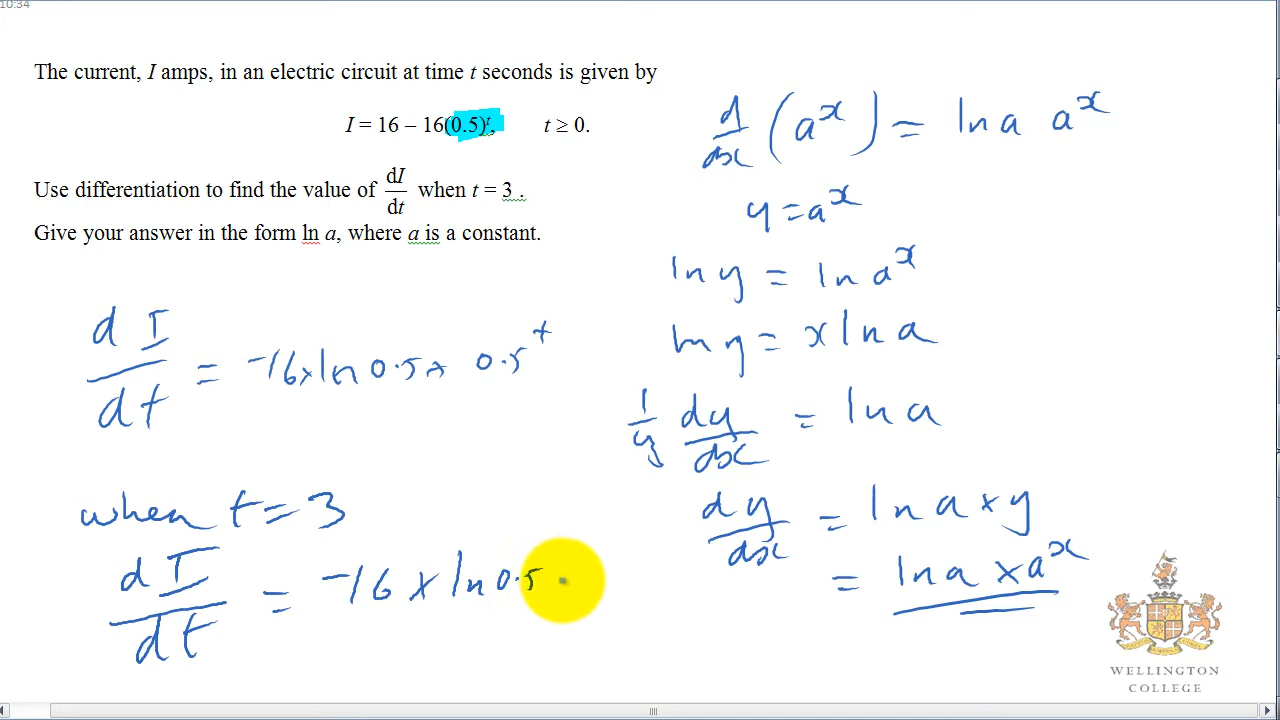 10:34
The current, I amps, in an electric circuit at time t seconds is given by
I = 16 – 16(0.5)ᵗ, t ≥ 0.
Use differentiation to find the value of dI/dt when t = 3 .
Give your answer in the form ln a, where a is a constant.
dI/dt = -16 × ln 0.5 × 0.5ᵗ
when t = 3
dI/dt = -16 × ln 0.5
d/dx (aˣ) = ln a aˣ
y = aˣ
ln y = ln aˣ
ln y = x ln a
1/y dy/dx = ln a
dy/dx = ln a × y
= ln a × aˣ
WELLINGTON
COLLEGE